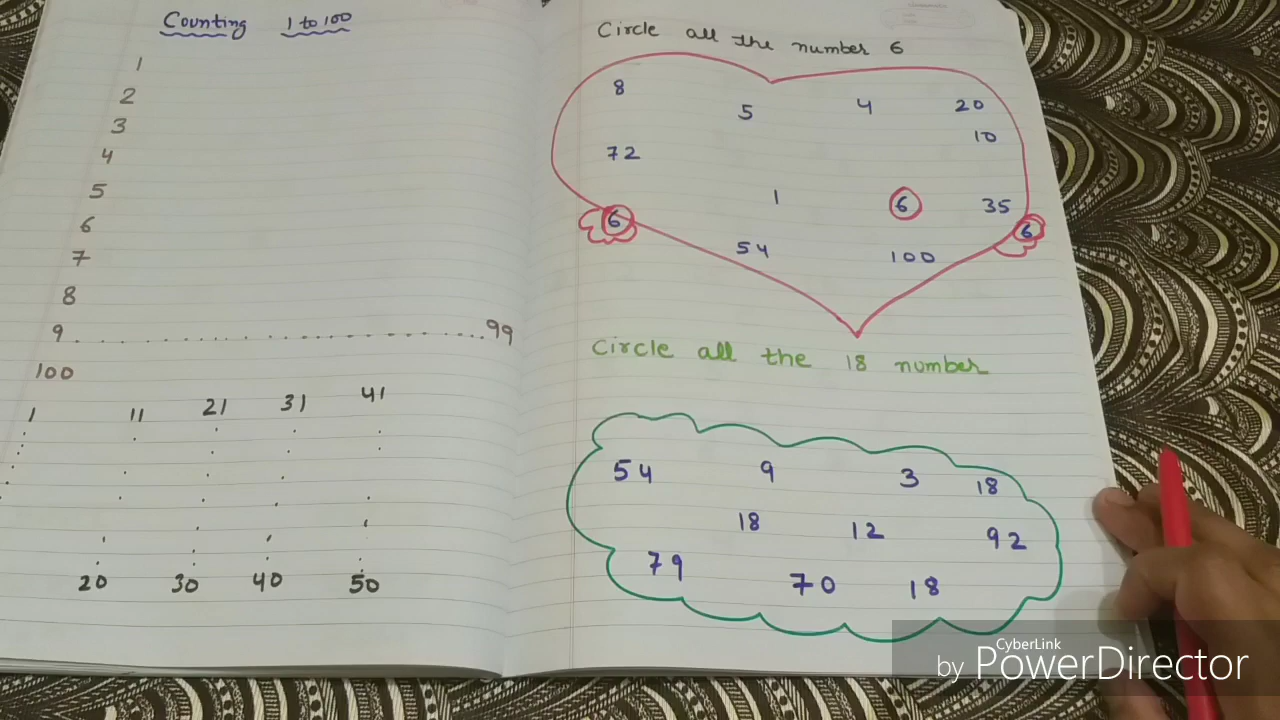 Counting 1 to 100
1
2
3
4
5
6
7
8
9 ........................ 99
100
1 11 21 31 41
20 30 40 50
Circle all the number 6
8 5 4 20
10
72
1 6 35
6 6
54 100
Circle all the 18 number
54 9 3 18
18 12 92
79 70 18
CyberLink
by PowerDirector